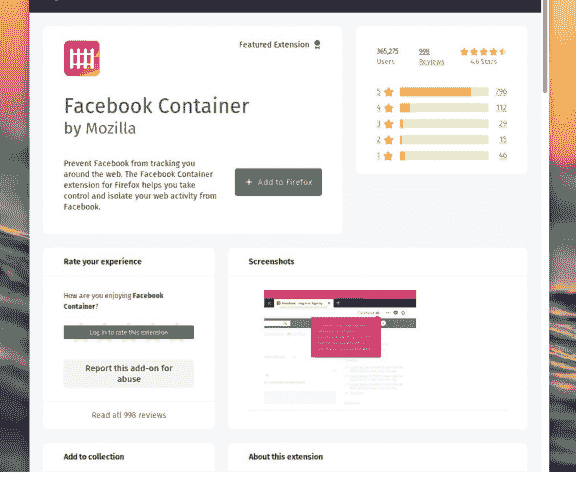 Featured Extension
Facebook Container
by Mozilla
Prevent Facebook from tracking you
around the web. The Facebook Container
extension for Firefox helps you take
control and isolate your web activity from
Facebook.
+ Add to Firefox
365,275
Users
998
Reviews
4.6 Stars
5 796
4 112
3 29
2 15
1 46
Rate your experience
How are you enjoying Facebook
Container?
Log in to rate this extension
Report this add-on for
abuse
Read all 998 reviews
Screenshots
Add to collection
About this extension